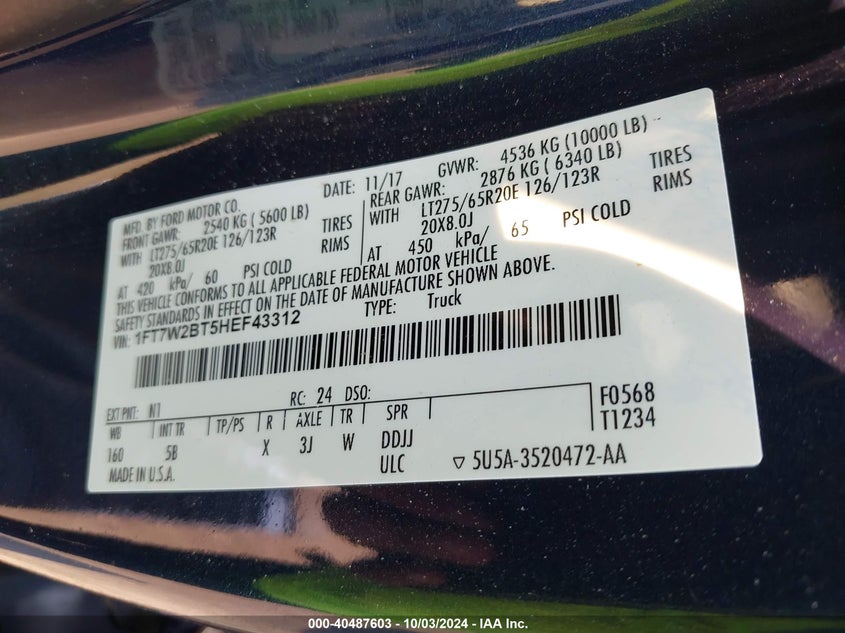 MFD. BY FORD MOTOR CO.
DATE: 11/17
GVWR: 4536 KG (10000 LB)
FRONT GAWR: 2540 KG ( 5600 LB)
REAR GAWR: 2876 KG ( 6340 LB)
WITH LT275/65R20E 126/123R TIRES
WITH LT275/65R20E 126/123R TIRES
20X8.0J RIMS
20X8.0J RIMS
AT 420 kPa/ 60 PSI COLD
AT 450 kPa/ 65 PSI COLD
THIS VEHICLE CONFORMS TO ALL APPLICABLE FEDERAL MOTOR VEHICLE
SAFETY STANDARDS IN EFFECT ON THE DATE OF MANUFACTURE SHOWN ABOVE.
VIN: 1FT7W2BT5HEF43312
TYPE: Truck
EXT PNT: N1
RC: 24 DSO:
F0568
T1234
WB INT TR TP/PS R AXLE TR SPR
160 5B X 3J W DDJJ
ULC
▽ 5U5A-3520472-AA
MADE IN U.S.A.
000-40487603 - 10/03/2024 - IAA Inc.